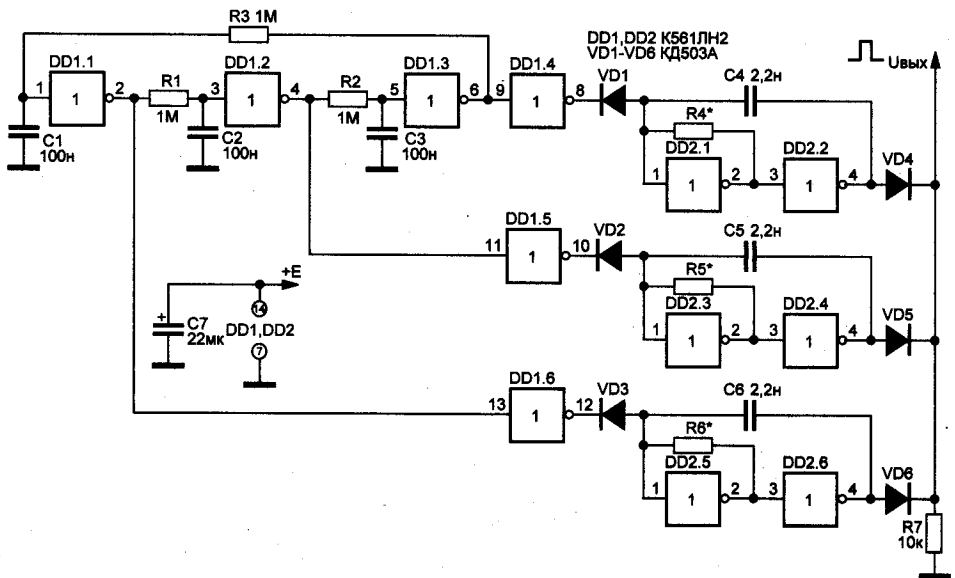 R3 1М
DD1.1
1
1
2
R1
1М
C1
100н
DD1.2
3
1
4
C2
100н
R2
1М
DD1.3
5
1
6
C3
100н
DD1.4
9
1
8
DD1,DD2 К561ЛН2
VD1-VD6 КД503А
VD1
C4 2,2н
R4*
DD2.1
1
1
2
DD2.2
3
1
4
VD4
Uвых
DD1.5
11
1
10
VD2
C5 2,2н
R5*
DD2.3
1
1
2
DD2.4
3
1
4
VD5
+E
+
C7
22мк
14
DD1,DD2
7
DD1.6
13
1
12
VD3
C6 2,2н
R6*
DD2.5
1
1
2
DD2.6
3
1
4
VD6
R7
10к